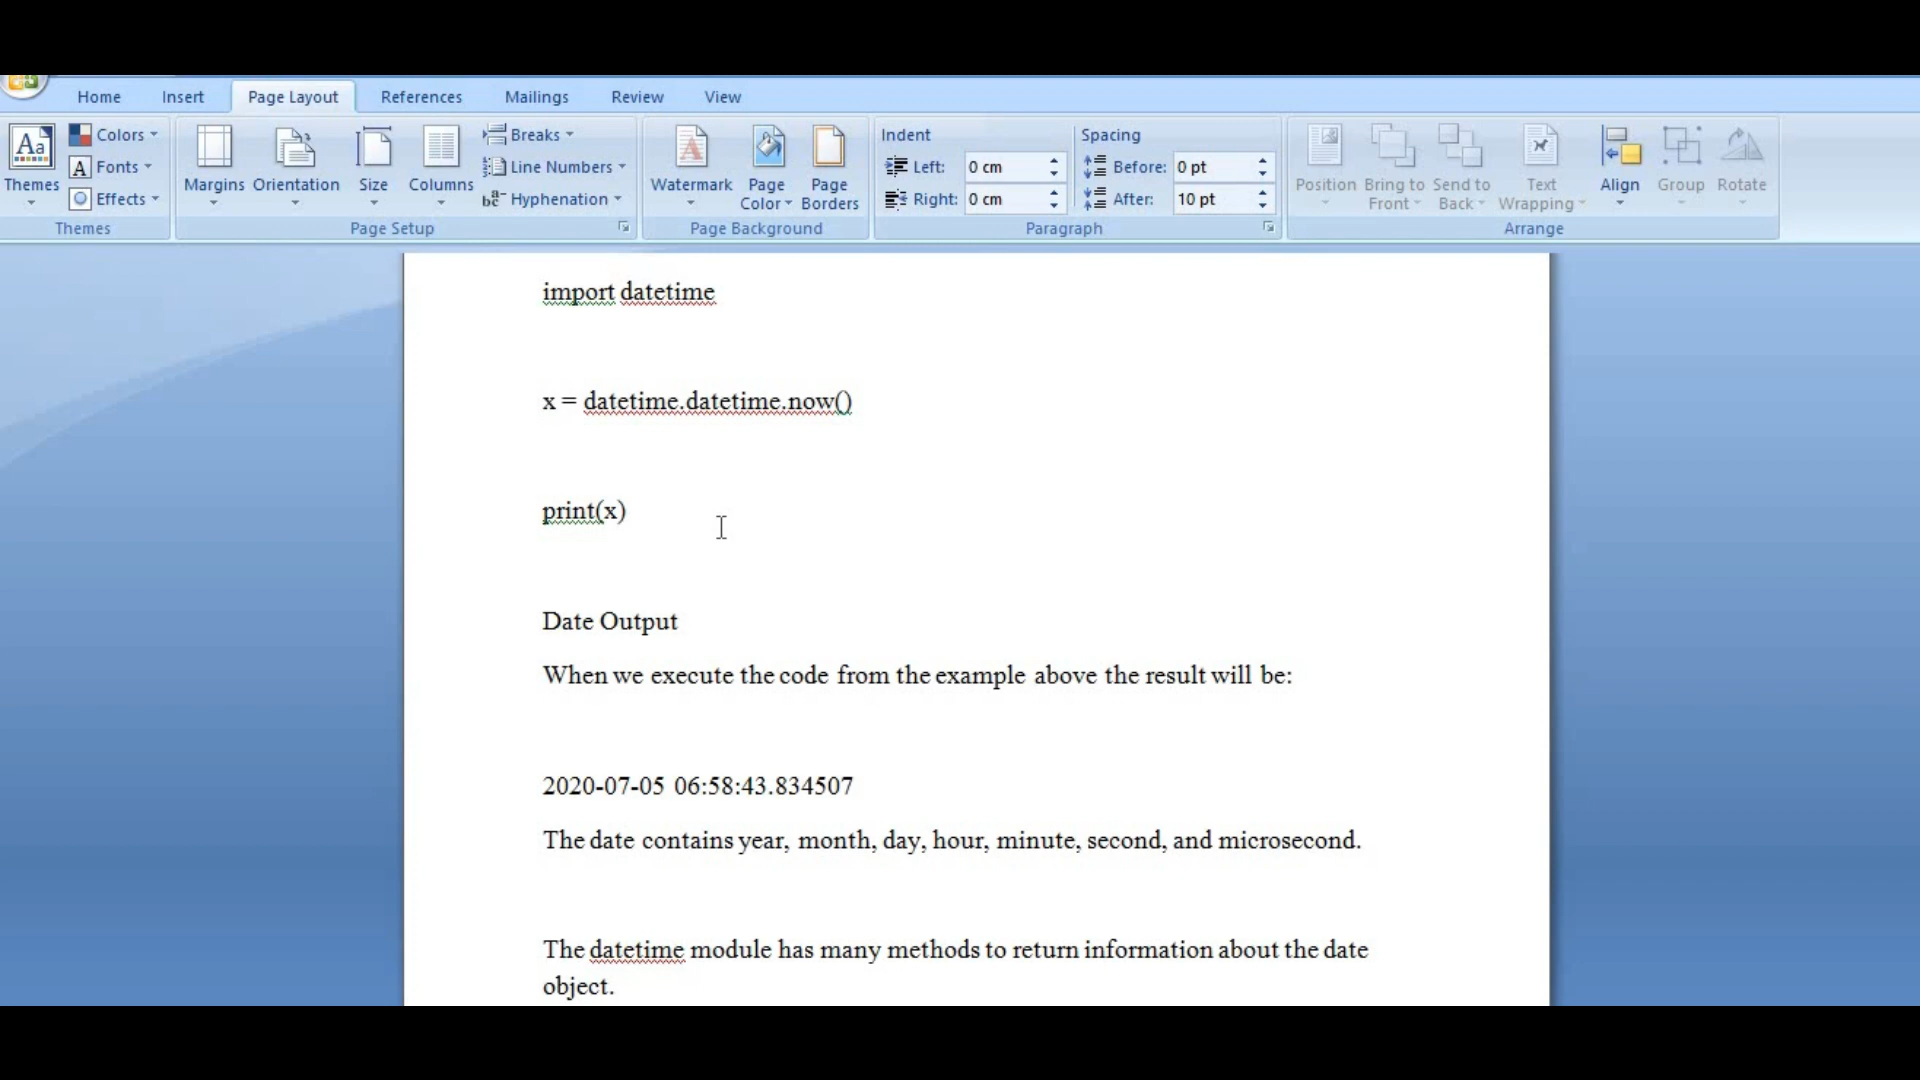 Home Insert Page Layout References Mailings Review View
Aa Colors Breaks Indent Spacing
A Fonts Line Numbers Left: 0 cm Before: 0 pt
Themes Margins Orientation Size Columns Watermark Page Page Position Bring to Send to Text Align Group Rotate
Effects Hyphenation Color Borders Right: 0 cm After: 10 pt Front Back Wrapping
Themes Page Setup Page Background Paragraph Arrange
import datetime
x = datetime.datetime.now()
print(x)
Date Output
When we execute the code from the example above the result will be:
2020-07-05 06:58:43.834507
The date contains year, month, day, hour, minute, second, and microsecond.
The datetime module has many methods to return information about the date
object.